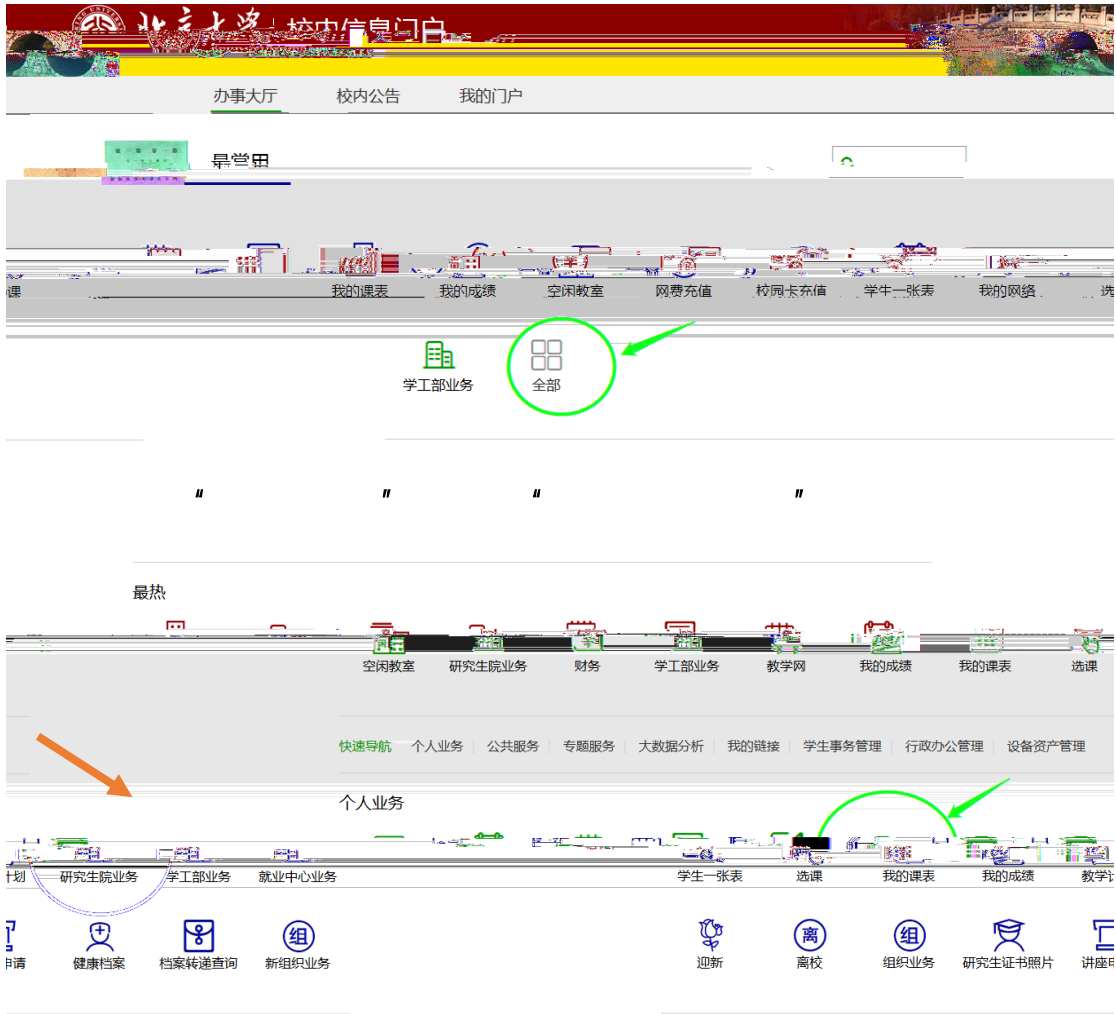 北京大学 校内信息门户
办事大厅 校内公告 我的门户
最常用
课 我的课表 我的成绩 空闲教室 网费充值 校园卡充值 学生一张表 我的网络 选
学工部业务 全部
“ ” “ ”
最热
空闲教室 研究生院业务 财务 学工部业务 教学网 我的成绩 我的课表 选课
快速导航 个人业务 公共服务 专题服务 大数据分析 我的链接 学生事务管理 行政办公管理 设备资产管理
个人业务
计划 研究生院业务 学工部业务 就业中心业务 学生一张表 选课 我的课表 我的成绩 教学计
组 离 组
申请 健康档案 档案转递查询 新组织业务 迎新 离校 组织业务 研究生证书照片 讲座申